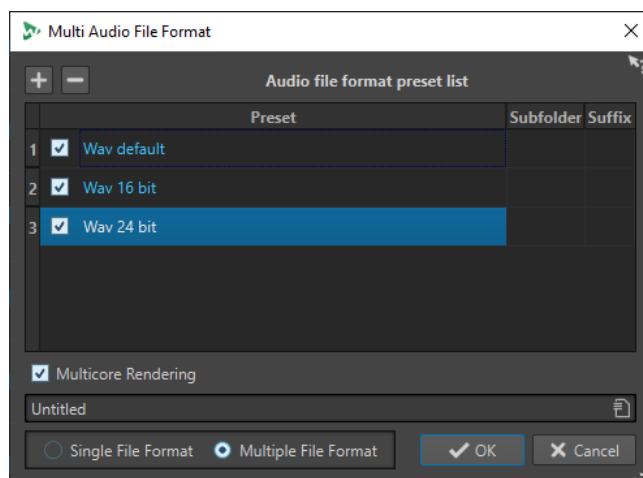 Multi Audio File Format
Audio file format preset list
Preset Subfolder Suffix
1 Wav default
2 Wav 16 bit
3 Wav 24 bit
Multicore Rendering
Untitled
Single File Format Multiple File Format OK Cancel